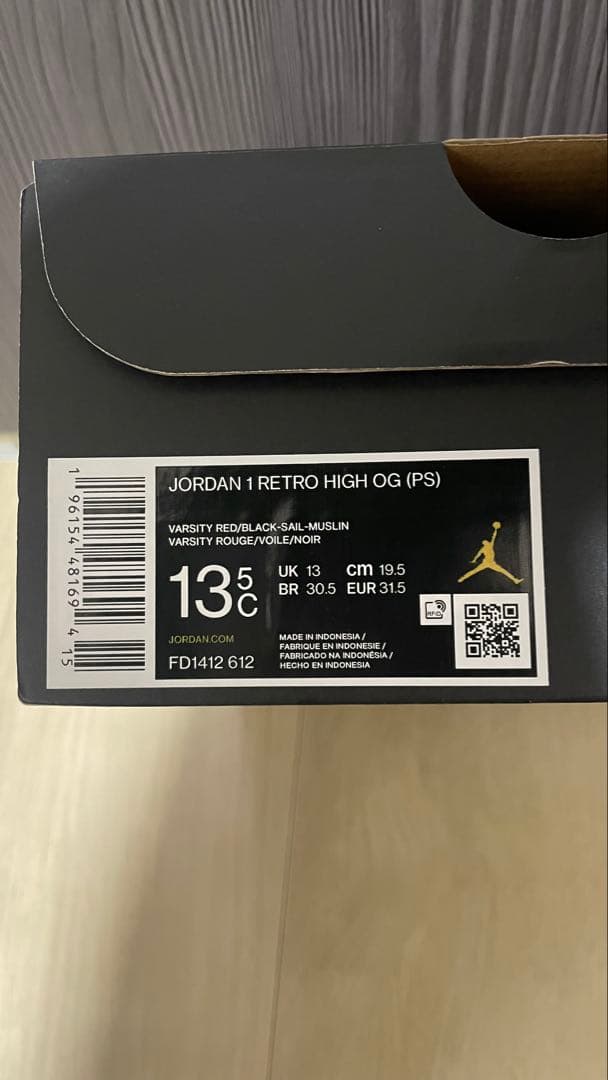 JORDAN 1 RETRO HIGH OG (PS)
VARSITY RED/BLACK-SAIL-MUSLIN
VARSITY ROUGE/VOILE/NOIR
13 5 C
UK 13 cm 19.5
BR 30.5 EUR 31.5
RFID
JORDAN.COM
FD1412 612
MADE IN INDONESIA /
FABRIQUE EN INDONESIE /
FABRICADO NA INDONÉSIA /
HECHO EN INDONESIA
1 96154 48169 4 15